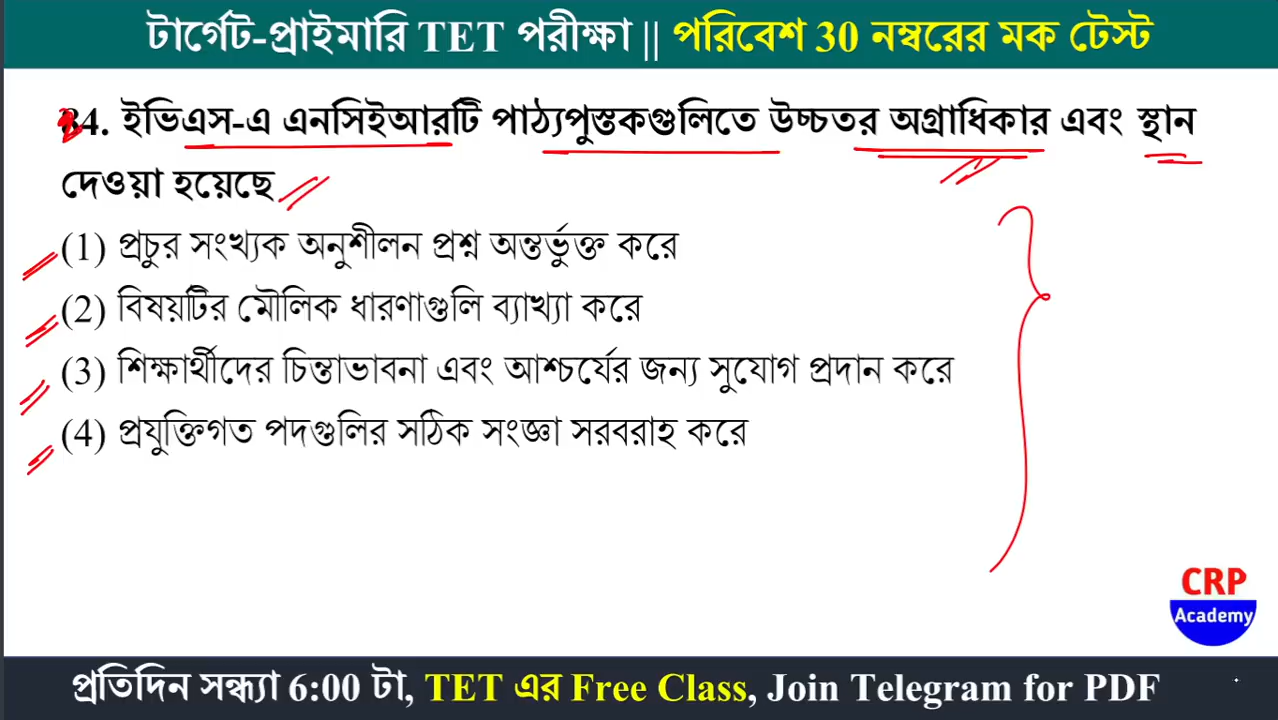 টার্গেট-প্রাইমারি TET পরীক্ষা || পরিবেশ 30 নম্বরের মক টেস্ট
4. ইভিএস-এ এনসিইআরটি পাঠ্যপুস্তকগুলিতে উচ্চতর অগ্রাধিকার এবং স্থান
দেওয়া হয়েছে
(1) প্রচুর সংখ্যক অনুশীলন প্রশ্ন অন্তর্ভুক্ত করে
(2) বিষয়টির মৌলিক ধারণাগুলি ব্যাখ্যা করে
(3) শিক্ষার্থীদের চিন্তাভাবনা এবং আশ্চর্যের জন্য সুযোগ প্রদান করে
(4) প্রযুক্তিগত পদগুলির সঠিক সংজ্ঞা সরবরাহ করে
CRP
Academy
প্রতিদিন সন্ধ্যা 6:00 টা, TET এর Free Class, Join Telegram for PDF